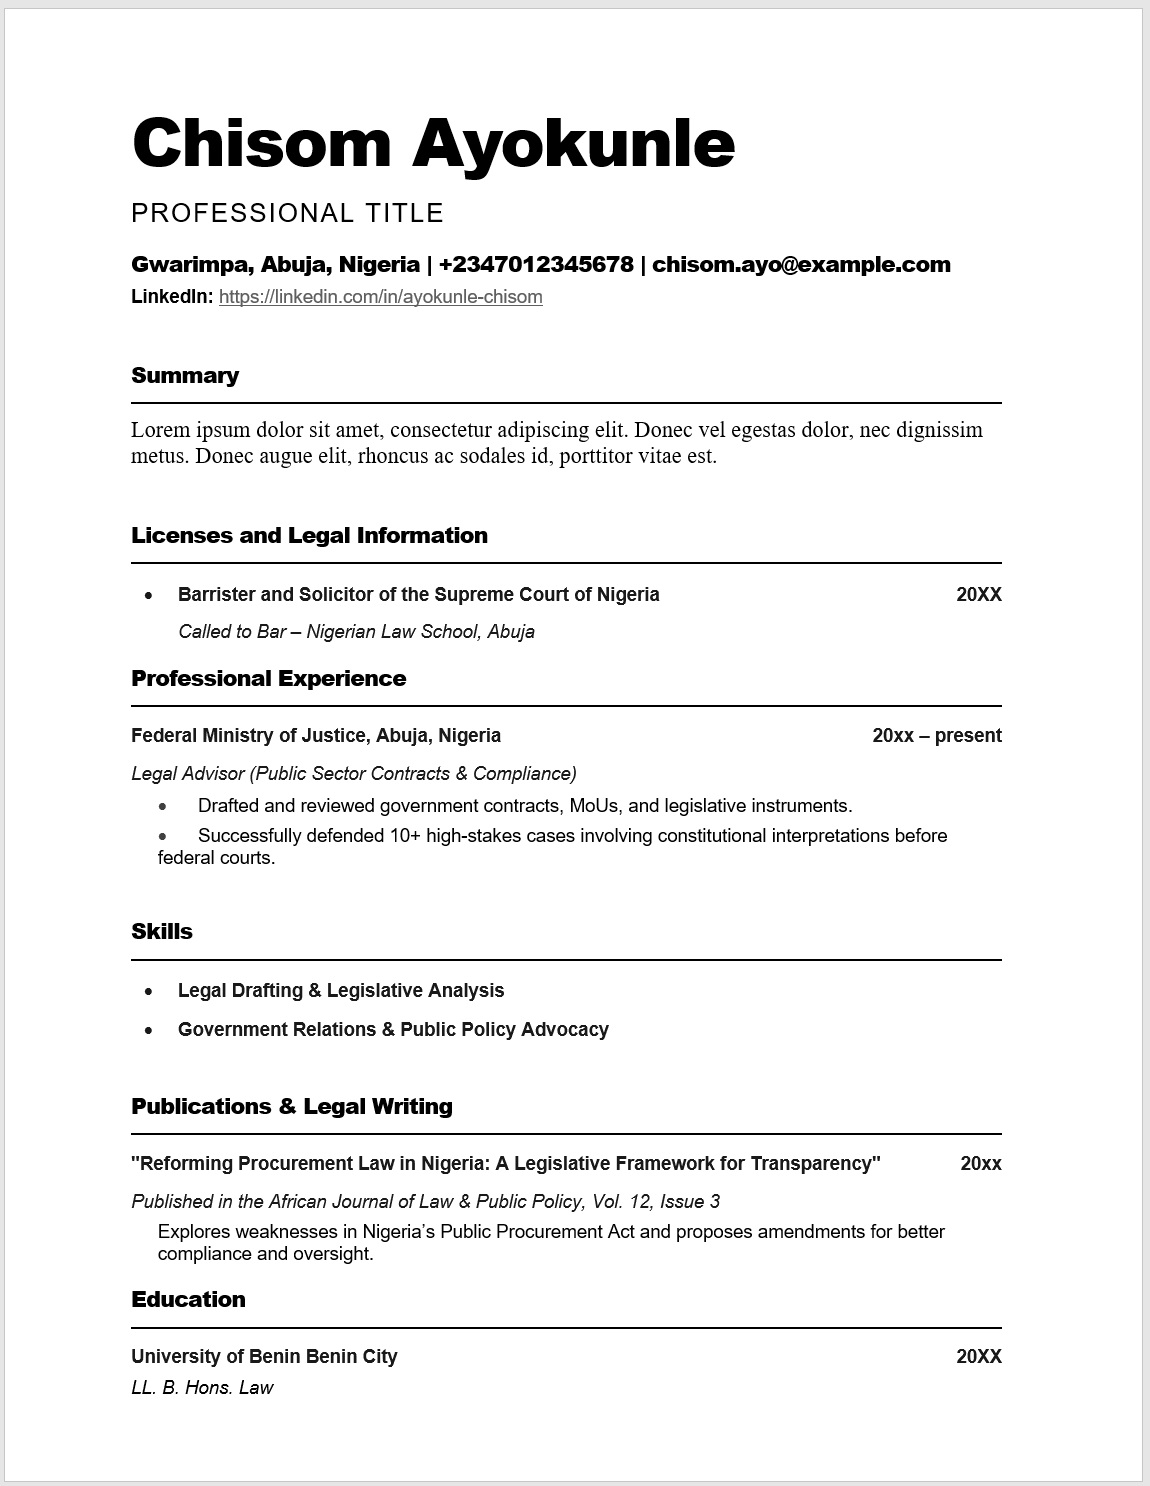 Chisom Ayokunle
PROFESSIONAL TITLE
Gwarimpa, Abuja, Nigeria | +2347012345678 | chisom.ayo@example.com
LinkedIn: https://linkedin.com/in/ayokunle-chisom
Summary
Lorem ipsum dolor sit amet, consectetur adipiscing elit. Donec vel egestas dolor, nec dignissim
metus. Donec augue elit, rhoncus ac sodales id, porttitor vitae est.
Licenses and Legal Information
• Barrister and Solicitor of the Supreme Court of Nigeria 20XX
Called to Bar – Nigerian Law School, Abuja
Professional Experience
Federal Ministry of Justice, Abuja, Nigeria 20xx – present
Legal Advisor (Public Sector Contracts & Compliance)
• Drafted and reviewed government contracts, MoUs, and legislative instruments.
• Successfully defended 10+ high-stakes cases involving constitutional interpretations before
federal courts.
Skills
• Legal Drafting & Legislative Analysis
• Government Relations & Public Policy Advocacy
Publications & Legal Writing
"Reforming Procurement Law in Nigeria: A Legislative Framework for Transparency" 20xx
Published in the African Journal of Law & Public Policy, Vol. 12, Issue 3
Explores weaknesses in Nigeria’s Public Procurement Act and proposes amendments for better
compliance and oversight.
Education
University of Benin Benin City 20XX
LL. B. Hons. Law